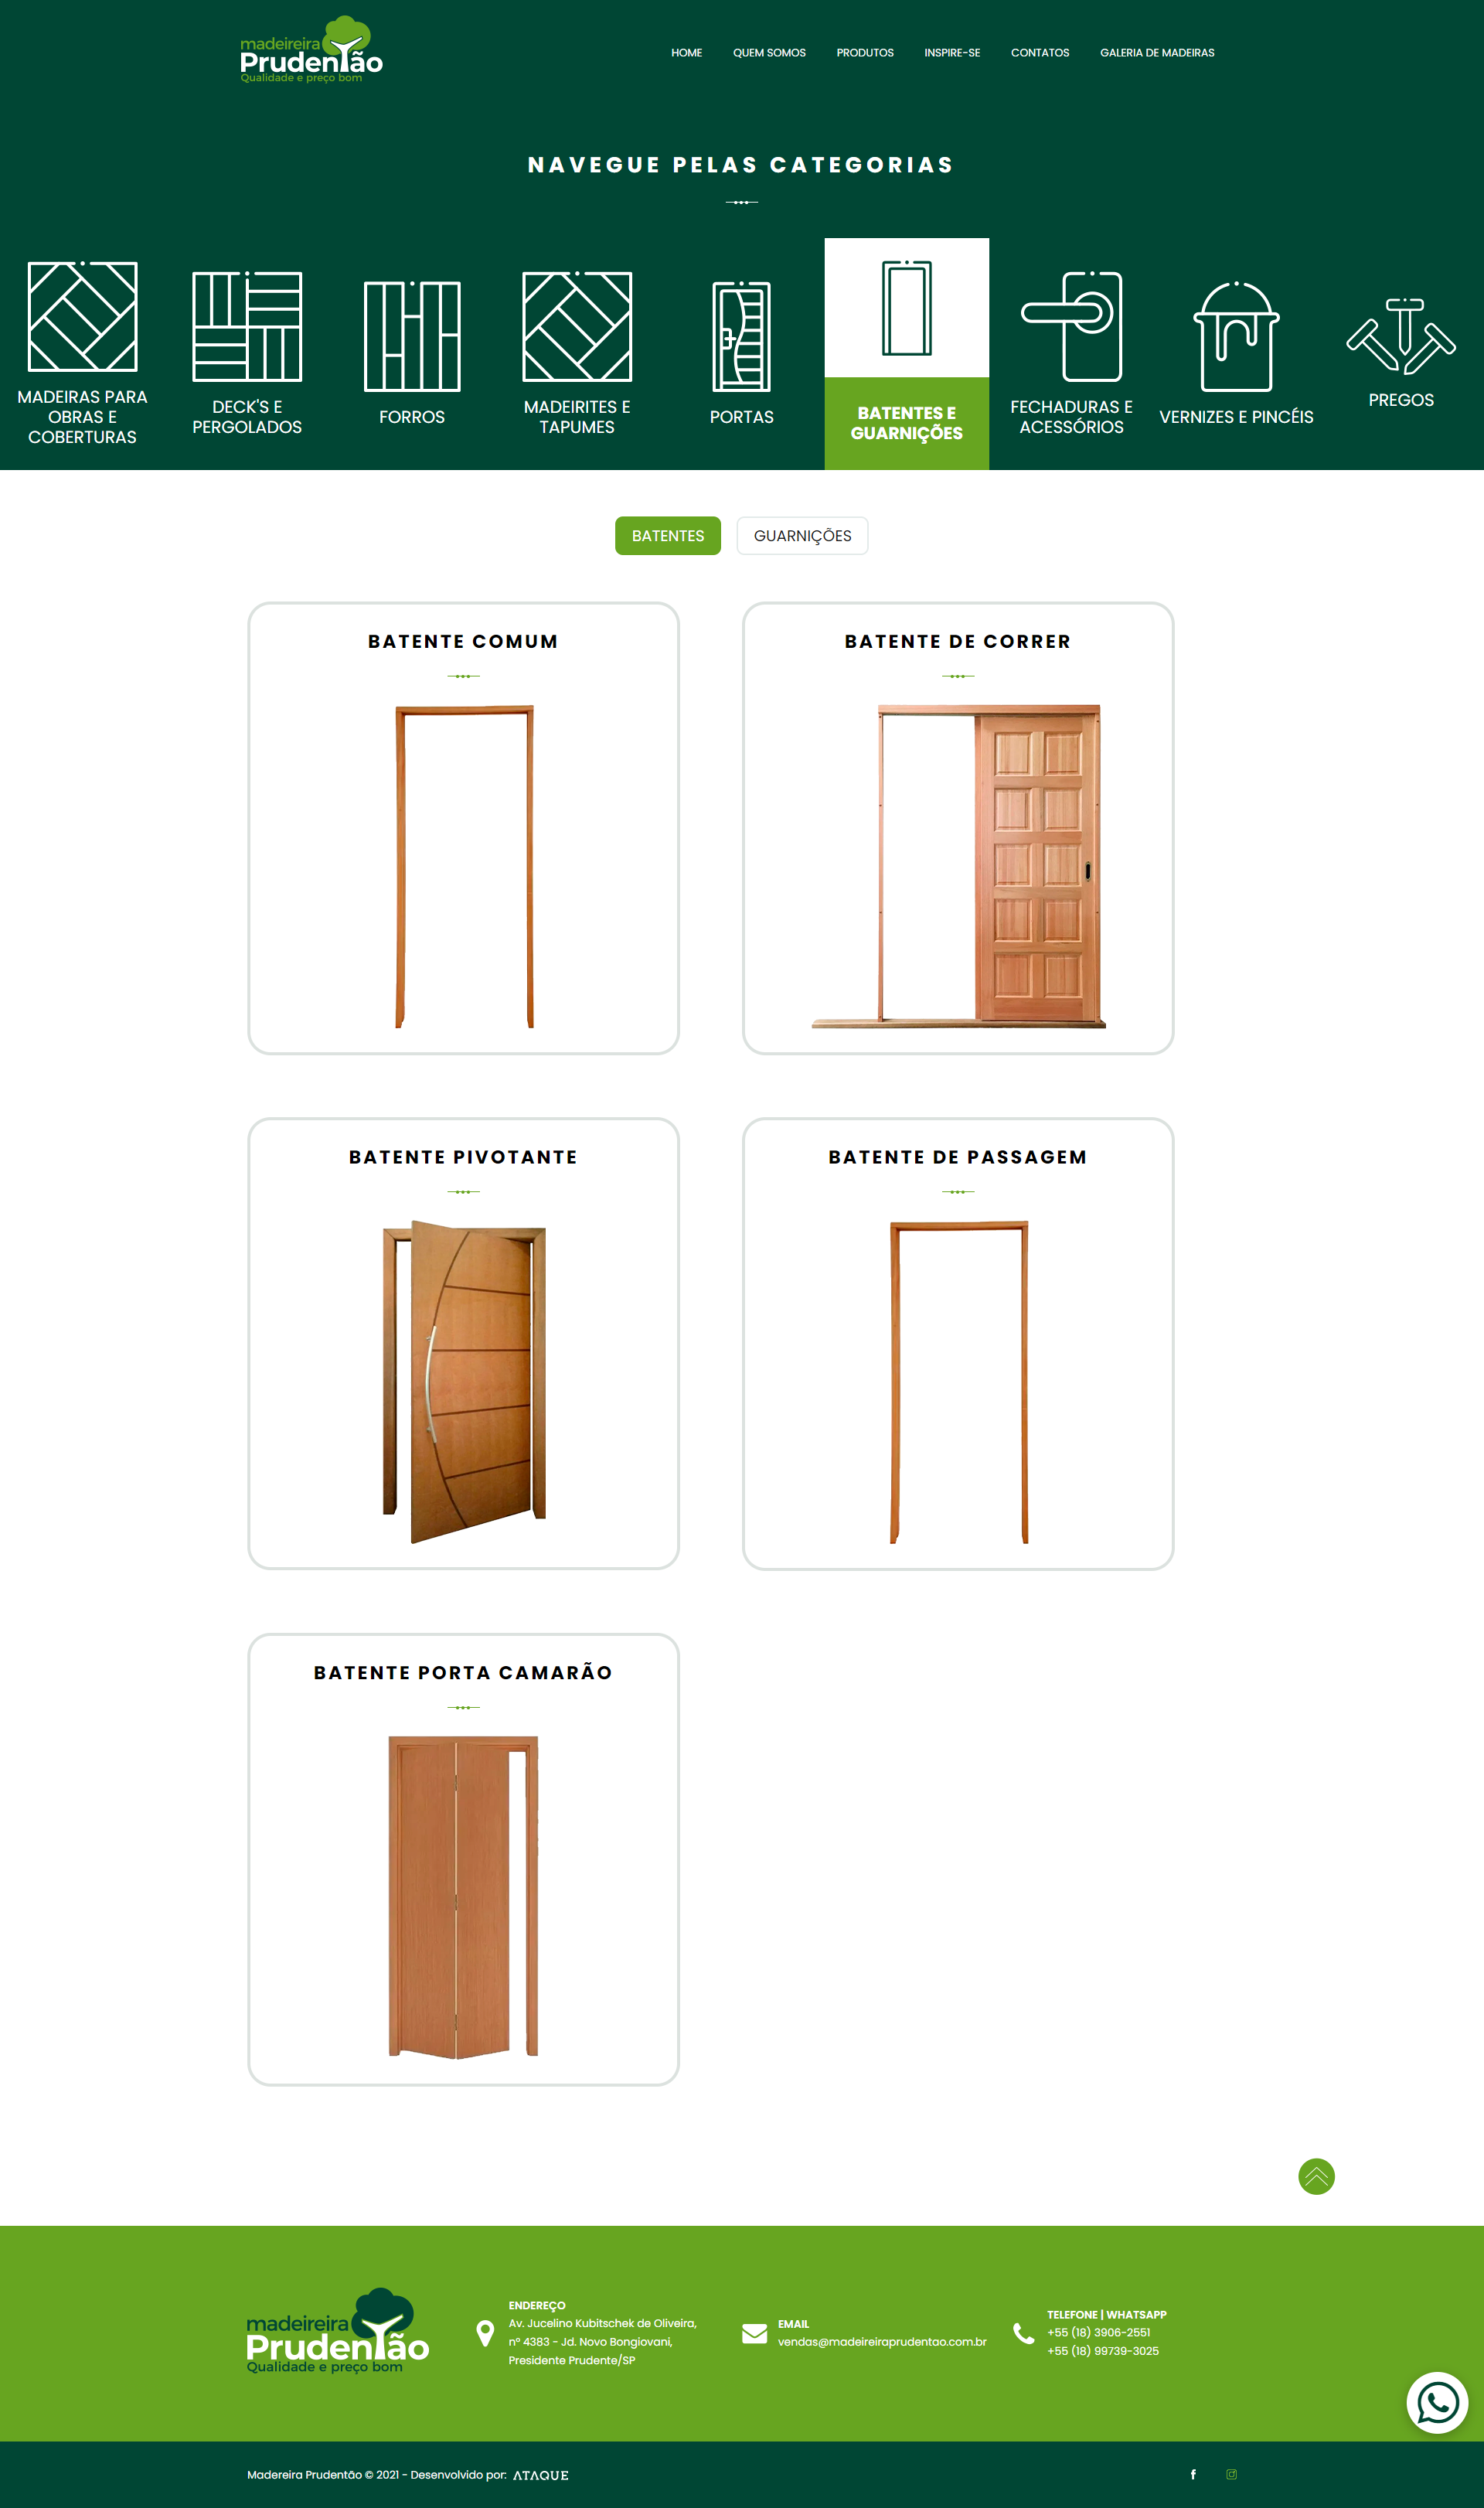 madeireira
Prudentão
Qualidade e preço bom
HOME
QUEM SOMOS
PRODUTOS
INSPIRE-SE
CONTATOS
GALERIA DE MADEIRAS
NAVEGUE PELAS CATEGORIAS
MADEIRAS PARA
OBRAS E
COBERTURAS
DECK'S E
PERGOLADOS
FORROS
MADEIRITES E
TAPUMES
PORTAS
BATENTES E
GUARNIÇÕES
FECHADURAS E
ACESSÓRIOS
VERNIZES E PINCÉIS
PREGOS
BATENTES
GUARNIÇÕES
BATENTE COMUM
BATENTE DE CORRER
BATENTE PIVOTANTE
BATENTE DE PASSAGEM
BATENTE PORTA CAMARÃO
madeireira
Prudentão
Qualidade e preço bom
ENDEREÇO
Av. Jucelino Kubitschek de Oliveira,
nº 4383 - Jd. Novo Bongiovani,
Presidente Prudente/SP
EMAIL
vendas@madeireiraprudentao.com.br
TELEFONE | WHATSAPP
+55 (18) 3906-2551
+55 (18) 99739-3025
Madereira Prudentão © 2021 - Desenvolvido por: ATAQUE